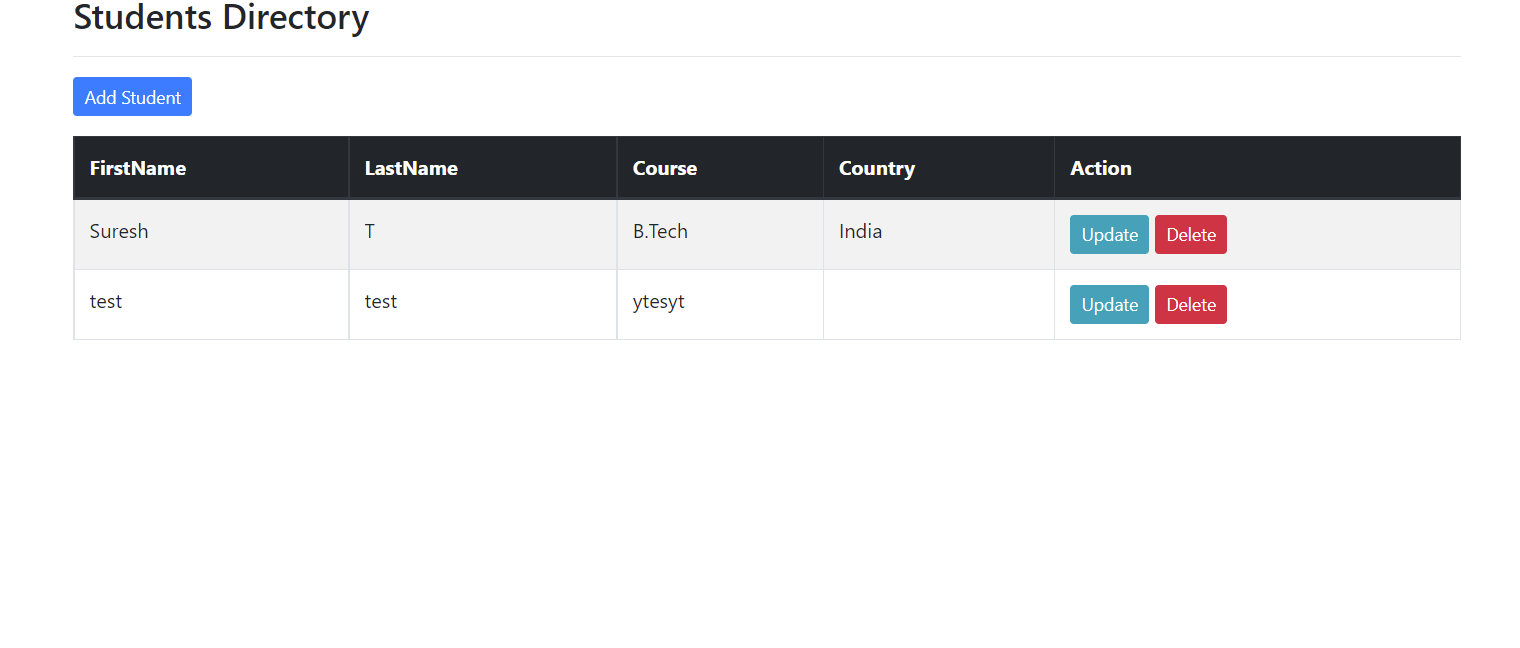 Students Directory
Add Student
FirstName LastName Course Country Action
Suresh T B.Tech India Update Delete
test test ytesyt Update Delete